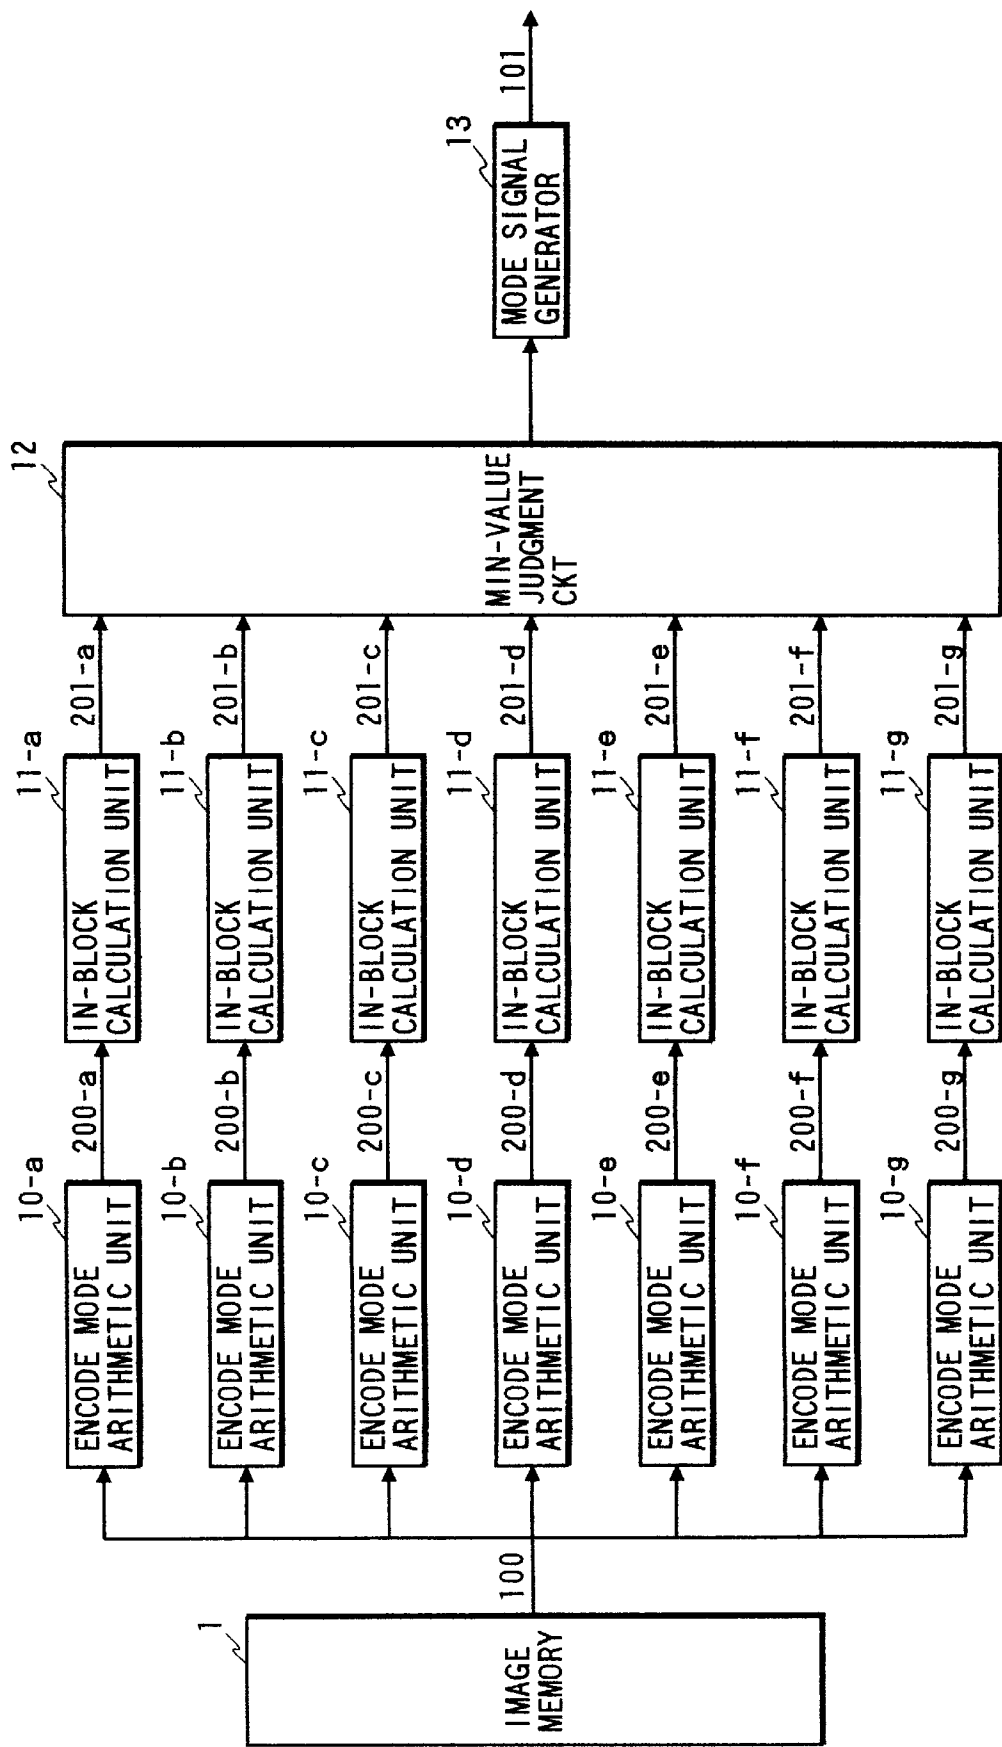 1
IMAGE
MEMORY
100
10-a
ENCODE MODE
ARITHMETIC UNIT
200-a
11-a
IN-BLOCK
CALCULATION UNIT
201-a
10-b
ENCODE MODE
ARITHMETIC UNIT
200-b
11-b
IN-BLOCK
CALCULATION UNIT
201-b
10-c
ENCODE MODE
ARITHMETIC UNIT
200-c
11-c
IN-BLOCK
CALCULATION UNIT
201-c
10-d
ENCODE MODE
ARITHMETIC UNIT
200-d
11-d
IN-BLOCK
CALCULATION UNIT
201-d
10-e
ENCODE MODE
ARITHMETIC UNIT
200-e
11-e
IN-BLOCK
CALCULATION UNIT
201-e
10-f
ENCODE MODE
ARITHMETIC UNIT
200-f
11-f
IN-BLOCK
CALCULATION UNIT
201-f
10-g
ENCODE MODE
ARITHMETIC UNIT
200-g
11-g
IN-BLOCK
CALCULATION UNIT
201-g
12
MIN-VALUE
JUDGMENT
CKT
13
MODE SIGNAL
GENERATOR
101